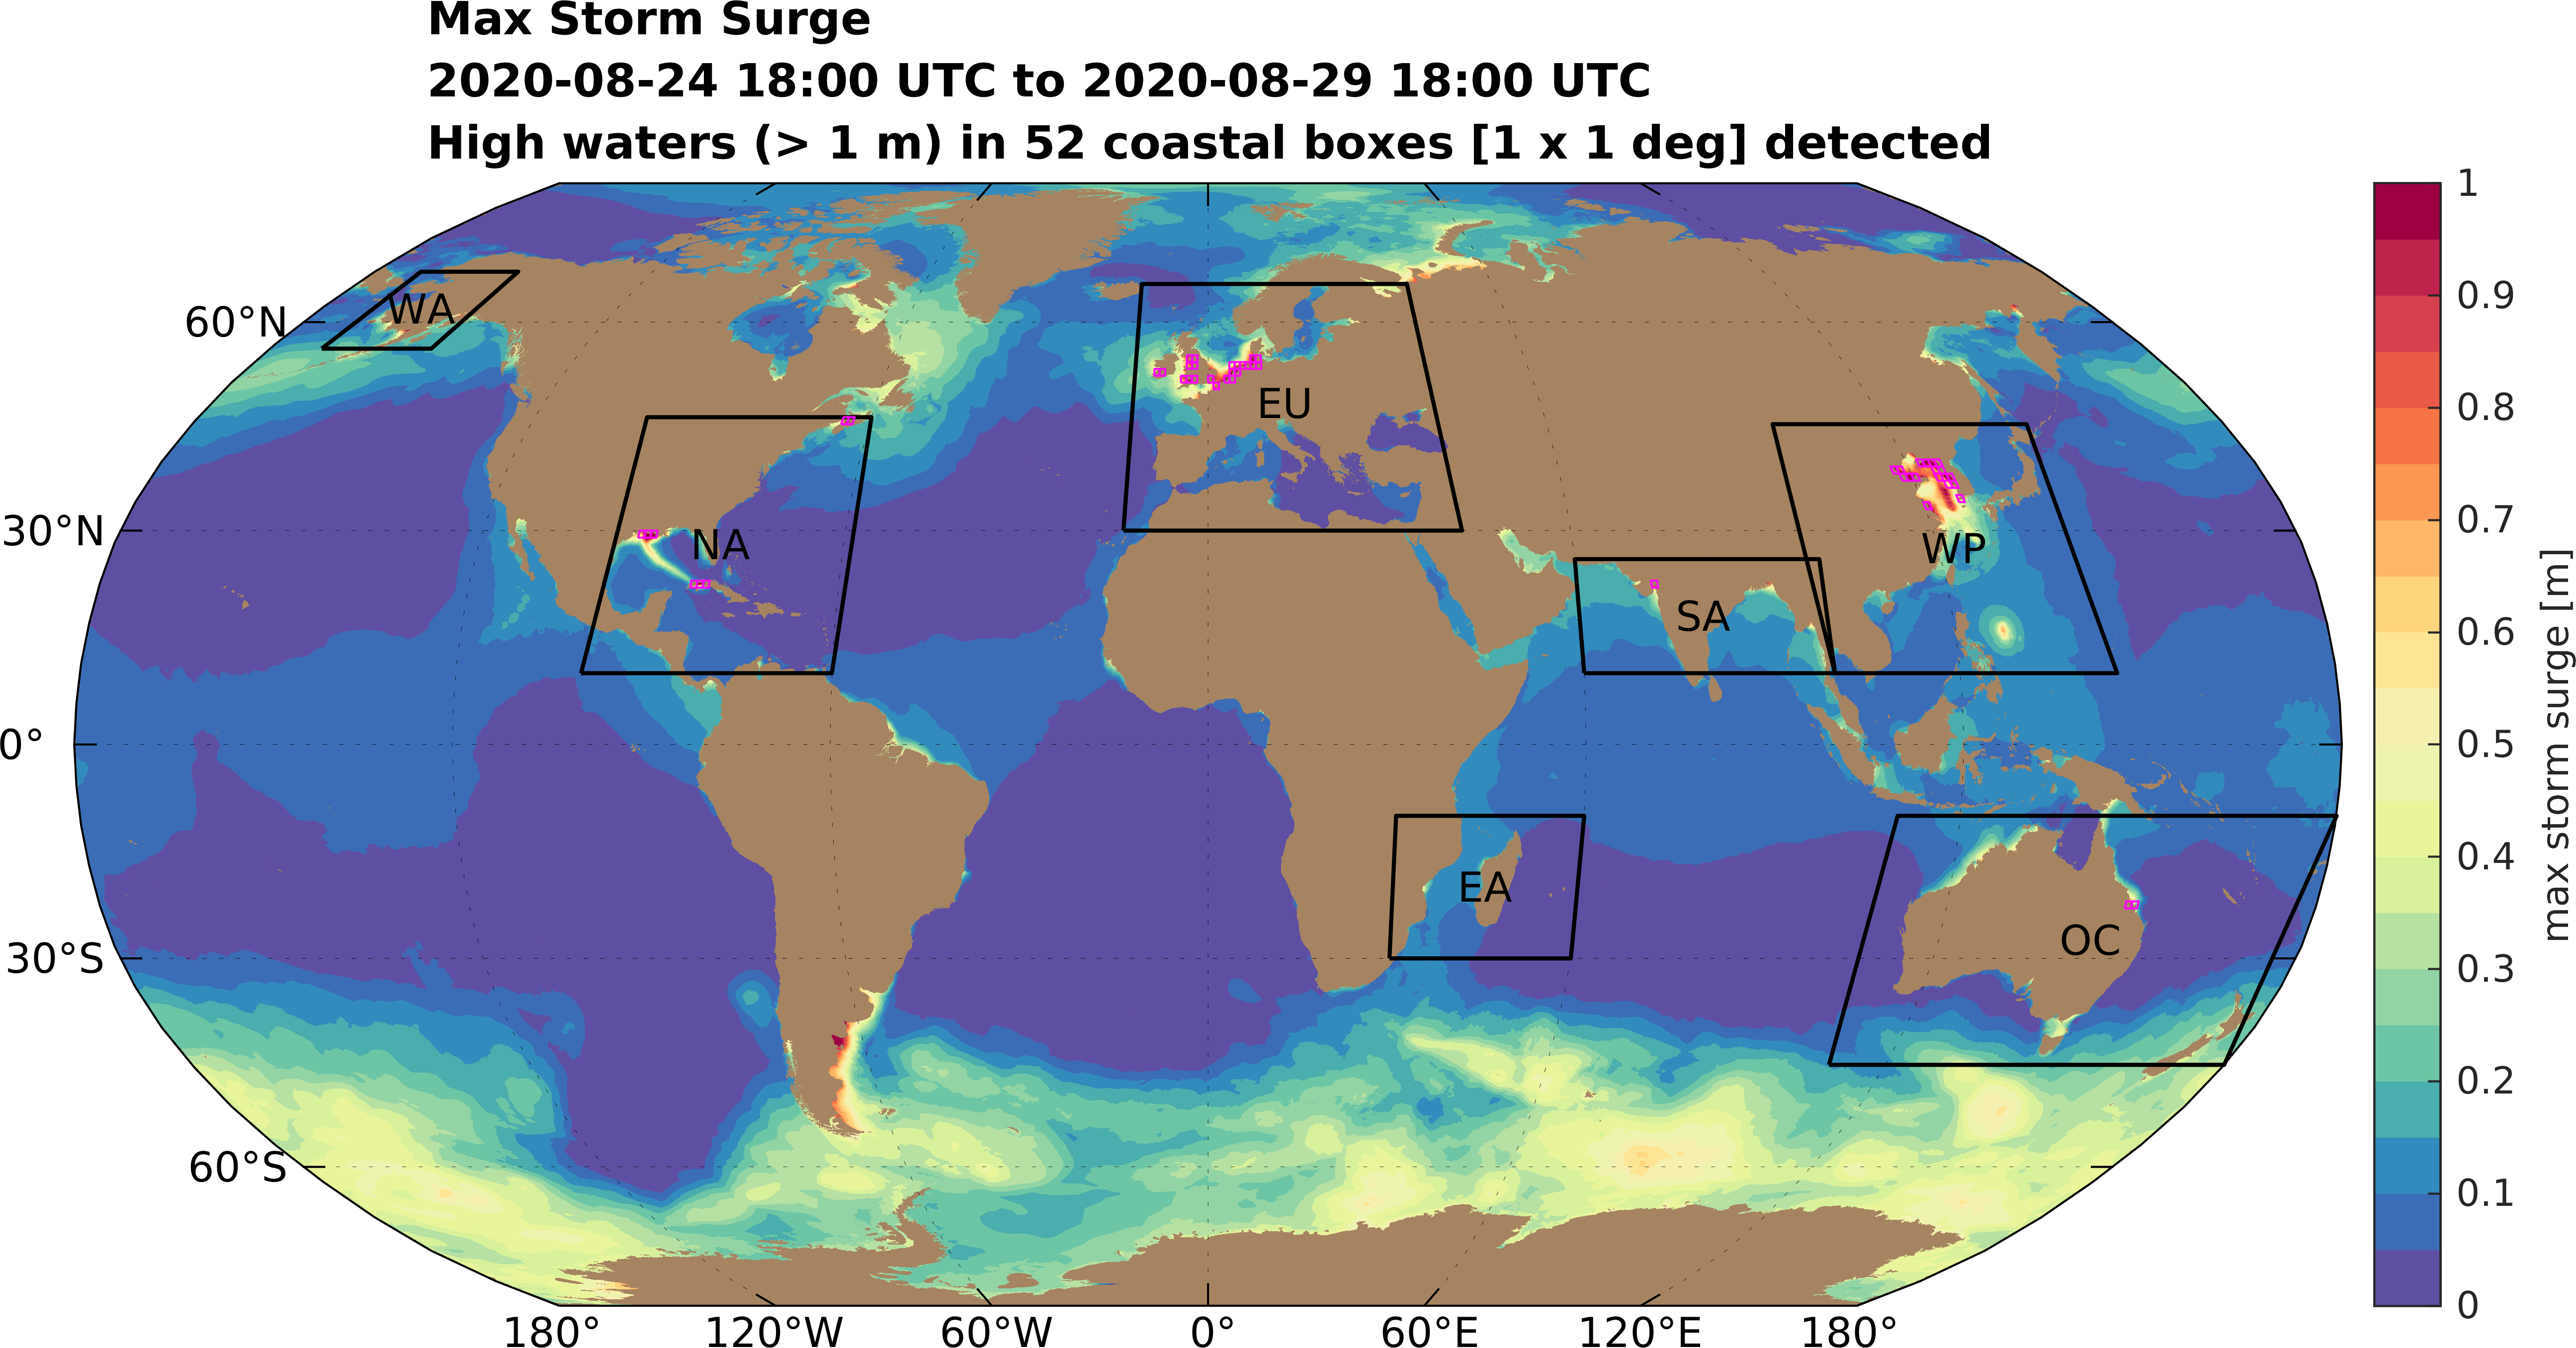 Max Storm Surge
2020-08-24 18:00 UTC to 2020-08-29 18:00 UTC
High waters (> 1 m) in 52 coastal boxes [1 x 1 deg] detected
60°N
30°N
0°
30°S
60°S
WA
NA
EU
SA
WP
EA
OC
180°
120°W
60°W
0°
60°E
120°E
180°
1
0.9
0.8
0.7
0.6
0.5
0.4
0.3
0.2
0.1
0
max storm surge [m]